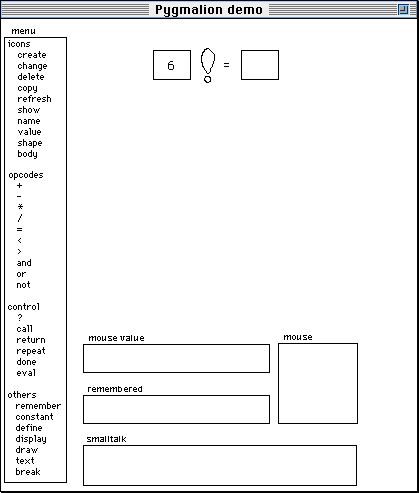 Pygmalion demo
menu
icons
create
change
delete
copy
refresh
show
name
value
shape
body
opcodes
+
-
*
/
=
<
>
and
or
not
control
?
call
return
repeat
done
eval
others
remember
constant
define
display
draw
text
break
6 ! =
mouse value
mouse
remembered
smalltalk